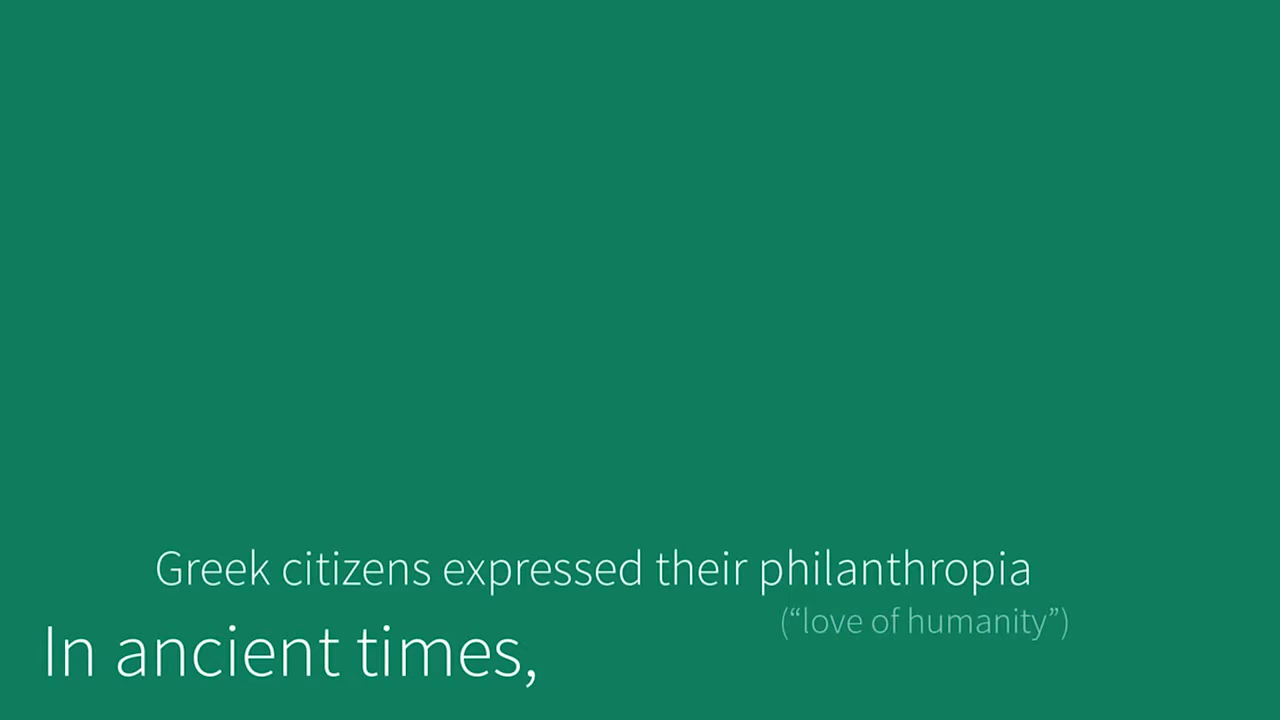 Greek citizens expressed their philanthropia
(“love of humanity”)
In ancient times,